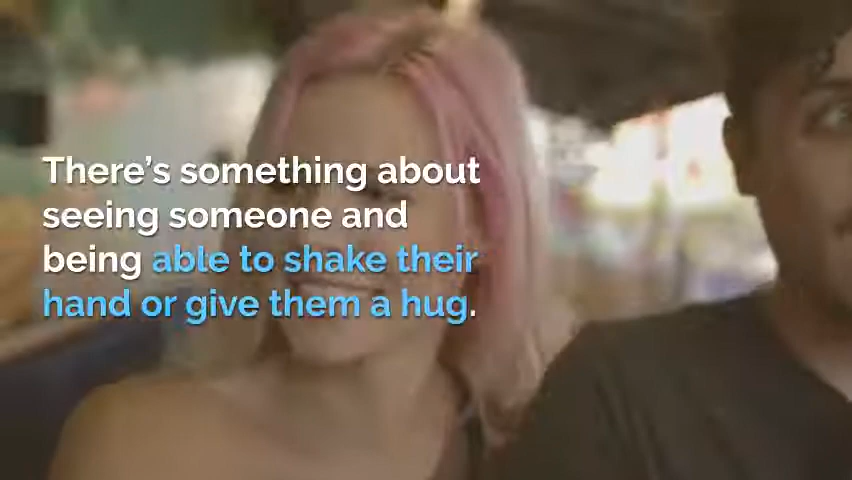 There’s something about
seeing someone and
being able to shake their
hand or give them a hug.